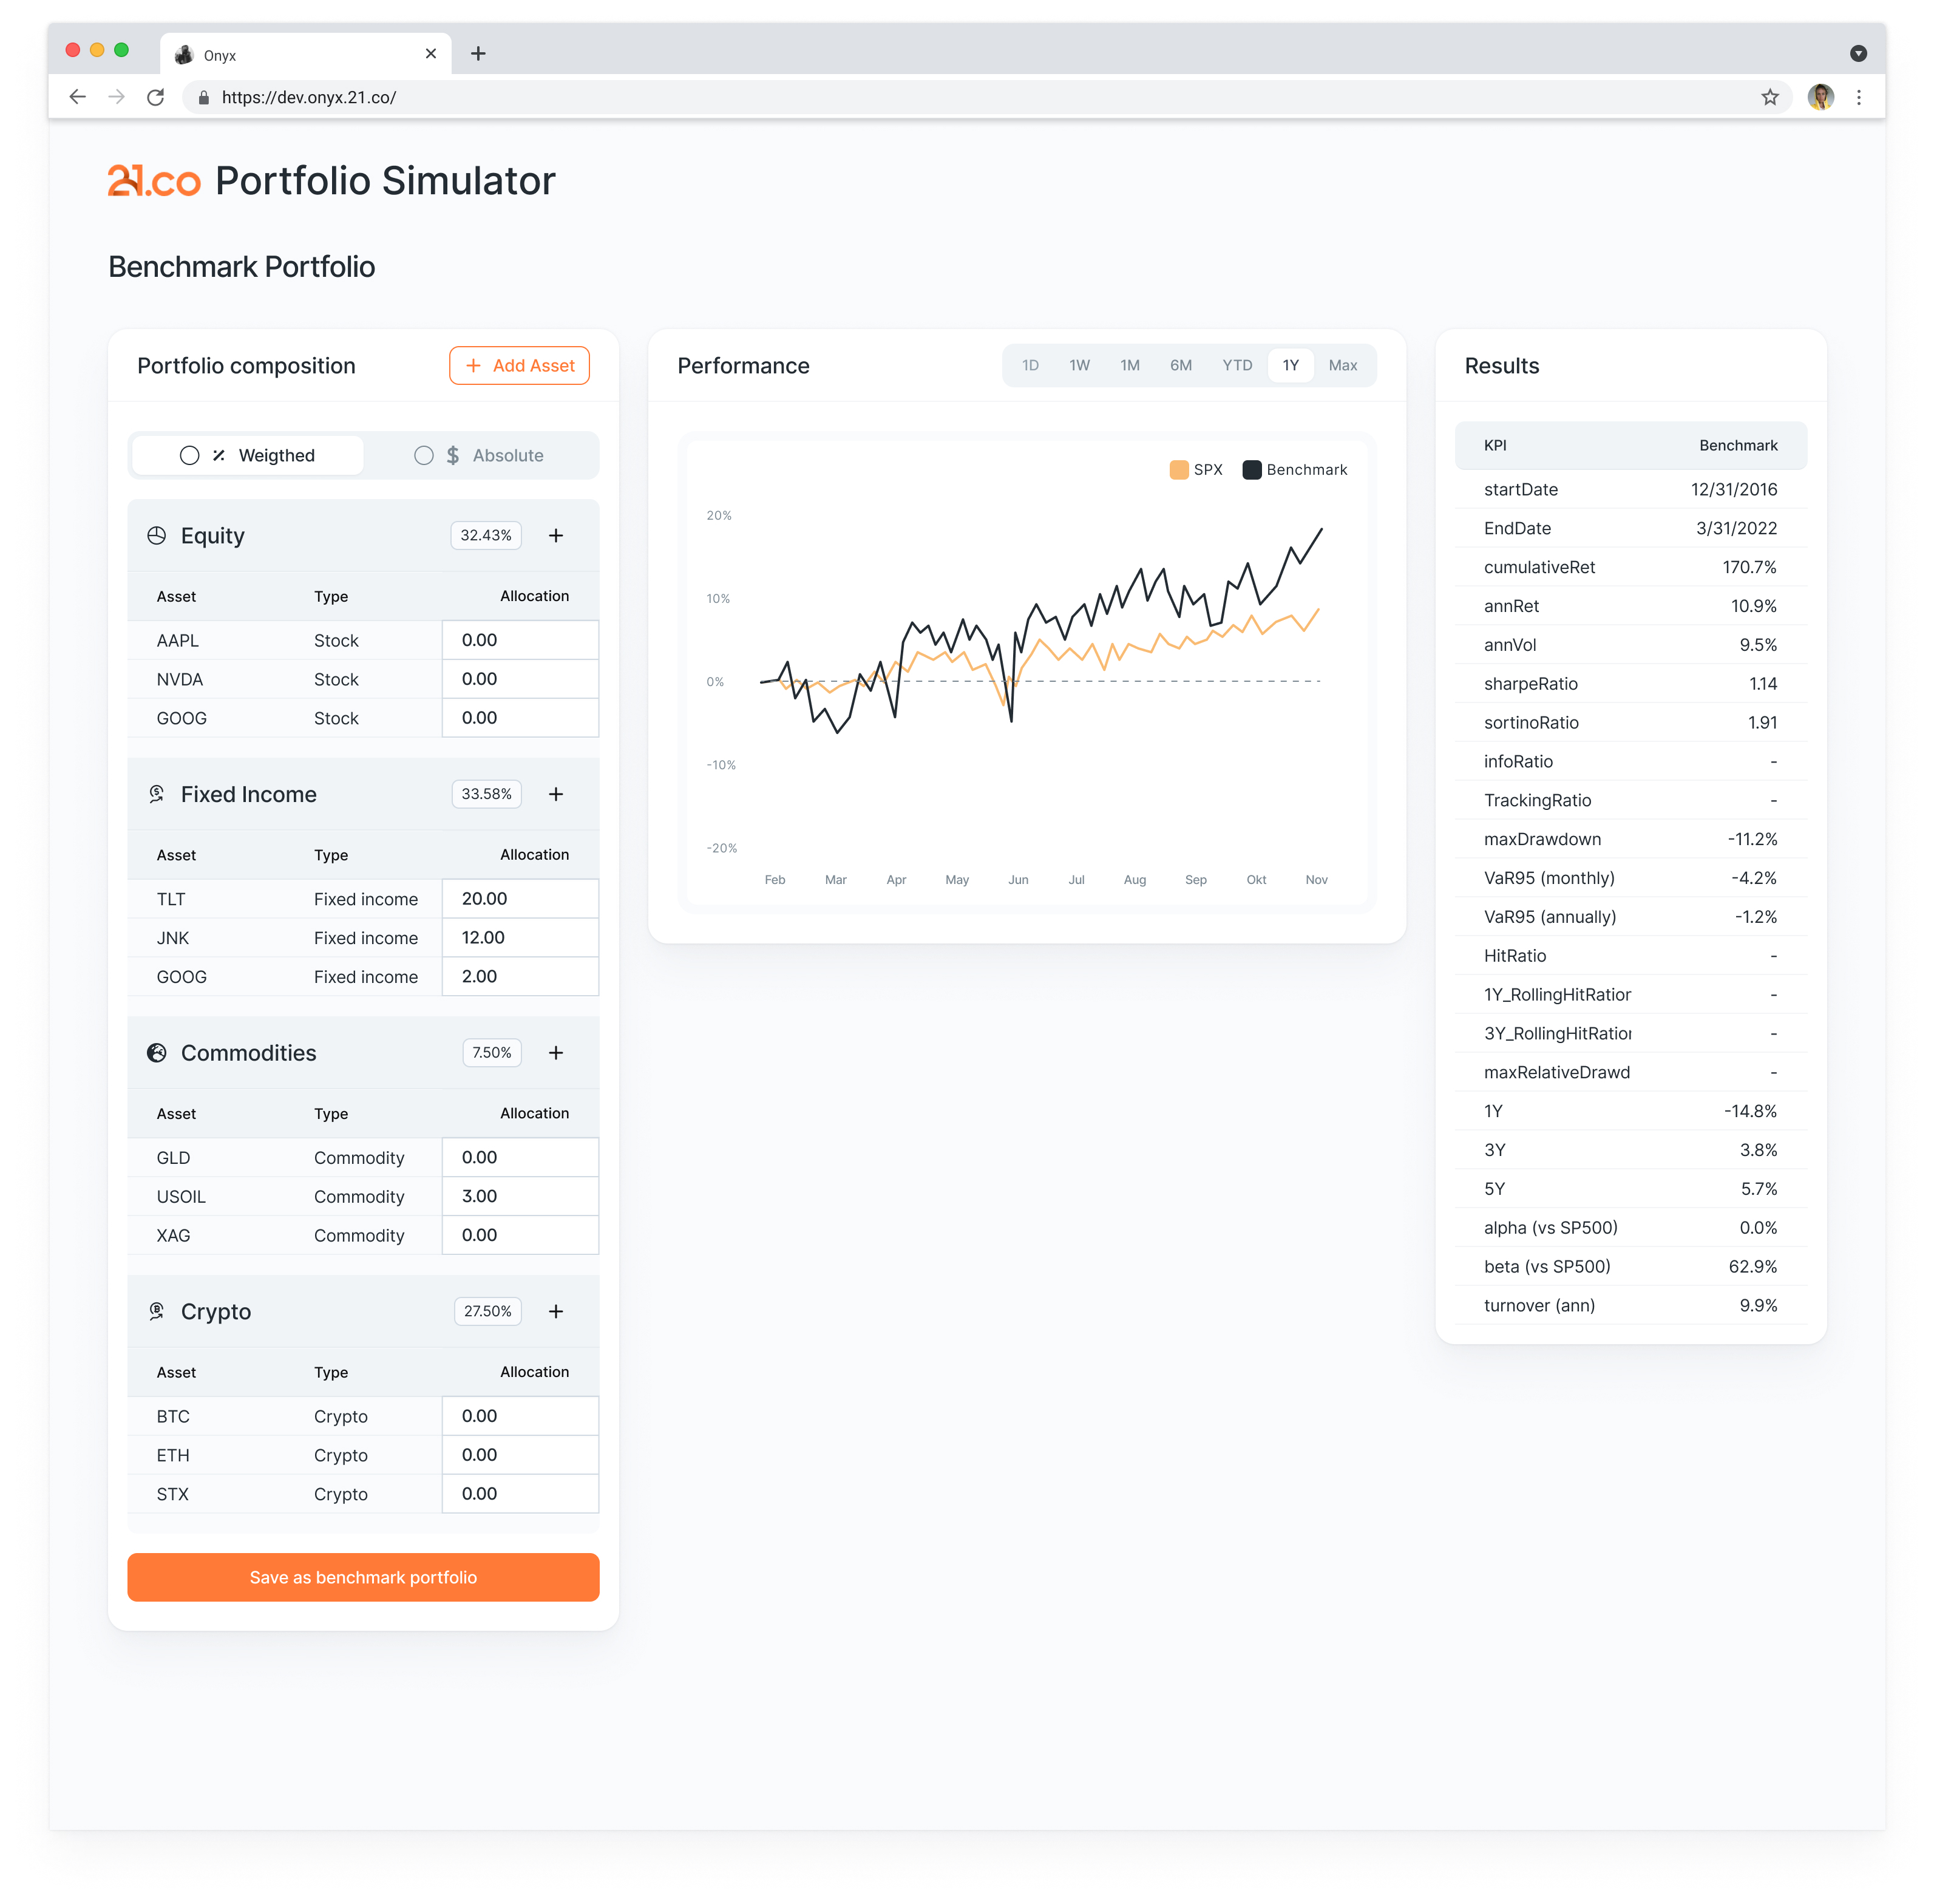 Onyx
https://dev.onyx.21.co/
21.co Portfolio Simulator
Benchmark Portfolio
Portfolio composition
+ Add Asset
Weigthed
$ Absolute
Equity 32.43% +
Asset Type Allocation
AAPL Stock 0.00
NVDA Stock 0.00
GOOG Stock 0.00
Fixed Income 33.58% +
Asset Type Allocation
TLT Fixed income 20.00
JNK Fixed income 12.00
GOOG Fixed income 2.00
Commodities 7.50% +
Asset Type Allocation
GLD Commodity 0.00
USOIL Commodity 3.00
XAG Commodity 0.00
Crypto 27.50% +
Asset Type Allocation
BTC Crypto 0.00
ETH Crypto 0.00
STX Crypto 0.00
Save as benchmark portfolio
Performance
1D 1W 1M 6M YTD 1Y Max
SPX Benchmark
20%
10%
0%
-10%
-20%
Feb Mar Apr May Jun Jul Aug Sep Okt Nov
Results
KPI Benchmark
startDate 12/31/2016
EndDate 3/31/2022
cumulativeRet 170.7%
annRet 10.9%
annVol 9.5%
sharpeRatio 1.14
sortinoRatio 1.91
infoRatio -
TrackingRatio -
maxDrawdown -11.2%
VaR95 (monthly) -4.2%
VaR95 (annually) -1.2%
HitRatio -
1Y_RollingHitRation -
3Y_RollingHitRation -
maxRelativeDrawd -
1Y -14.8%
3Y 3.8%
5Y 5.7%
alpha (vs SP500) 0.0%
beta (vs SP500) 62.9%
turnover (ann) 9.9%